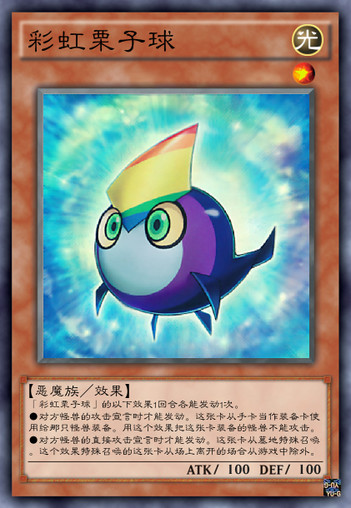 彩虹栗子球
光
【恶魔族／效果】
「彩虹栗子球」的以下效果1回合各能发动1次。
●对方怪兽的攻击宣言时才能发动。这张卡从手卡当作装备卡使
用给那只怪兽装备。用这个效果把这张卡装备的怪兽不能攻击。
●对方怪兽的直接攻击宣言时才能发动。这张卡从墓地特殊召唤
这个效果特殊召唤的这张卡从场上离开的场合从游戏中除外。
ATK/ 100 DEF/ 100
YU-G